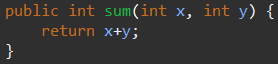 public int sum(int x, int y) {
    return x+y;
}